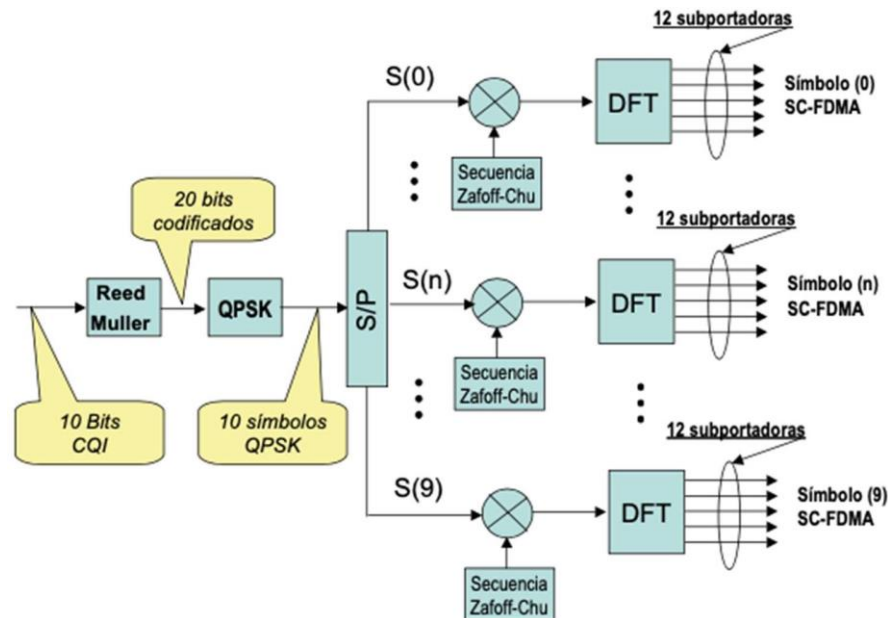 12 subportadoras
S(0)
DFT
Símbolo (0)
SC-FDMA
Secuencia
Zafoff-Chu
20 bits
codificados
12 subportadoras
S(n)
Reed
Muller
QPSK
S/P
DFT
Símbolo (n)
SC-FDMA
Secuencia
Zafoff-Chu
10 Bits
CQI
10 símbolos
QPSK
12 subportadoras
S(9)
DFT
Símbolo (9)
SC-FDMA
Secuencia
Zafoff-Chu